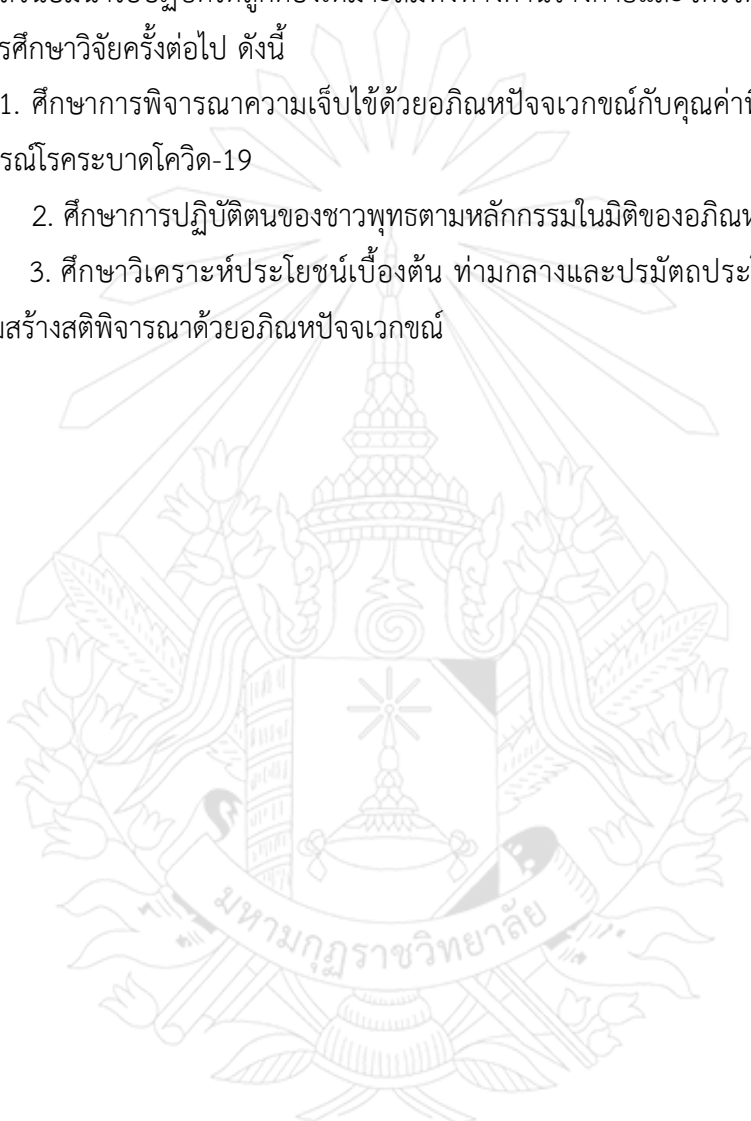 รศึกษาวิจัยครั้งต่อไป ดังนี้
1. ศึกษาการพิจารณาความเจ็บไข้ด้วยอภิณหปัจจเวกขณ์กับคุณค่า
รณ์โรคระบาดโควิด-19
2. ศึกษาการปฏิบัติตนของชาวพุทธตามหลักกรรมในมิติของอภิณห
3. ศึกษาวิเคราะห์ประโยชน์เบื้องต้น ท่ามกลางและปรมัตถประ
สร้างสติพิจารณาด้วยอภิณหปัจจเวกขณ์
มหามกุฏราชวิทยาลัย